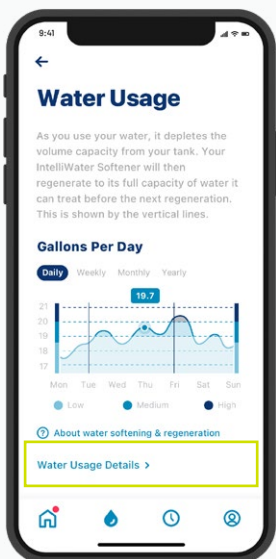 9:41
Water Usage
As you use your water, it depletes the
volume capacity from your tank. Your
IntelliWater Softener will then
regenerate to its full capacity of water it
can treat before the next regeneration.
This is shown by the vertical lines.
Gallons Per Day
Daily Weekly Monthly Yearly
19.7
21
20
19
18
17
Mon Tue Wed Thu Fri Sat Sun
Low Medium High
? About water softening & regeneration
Water Usage Details >